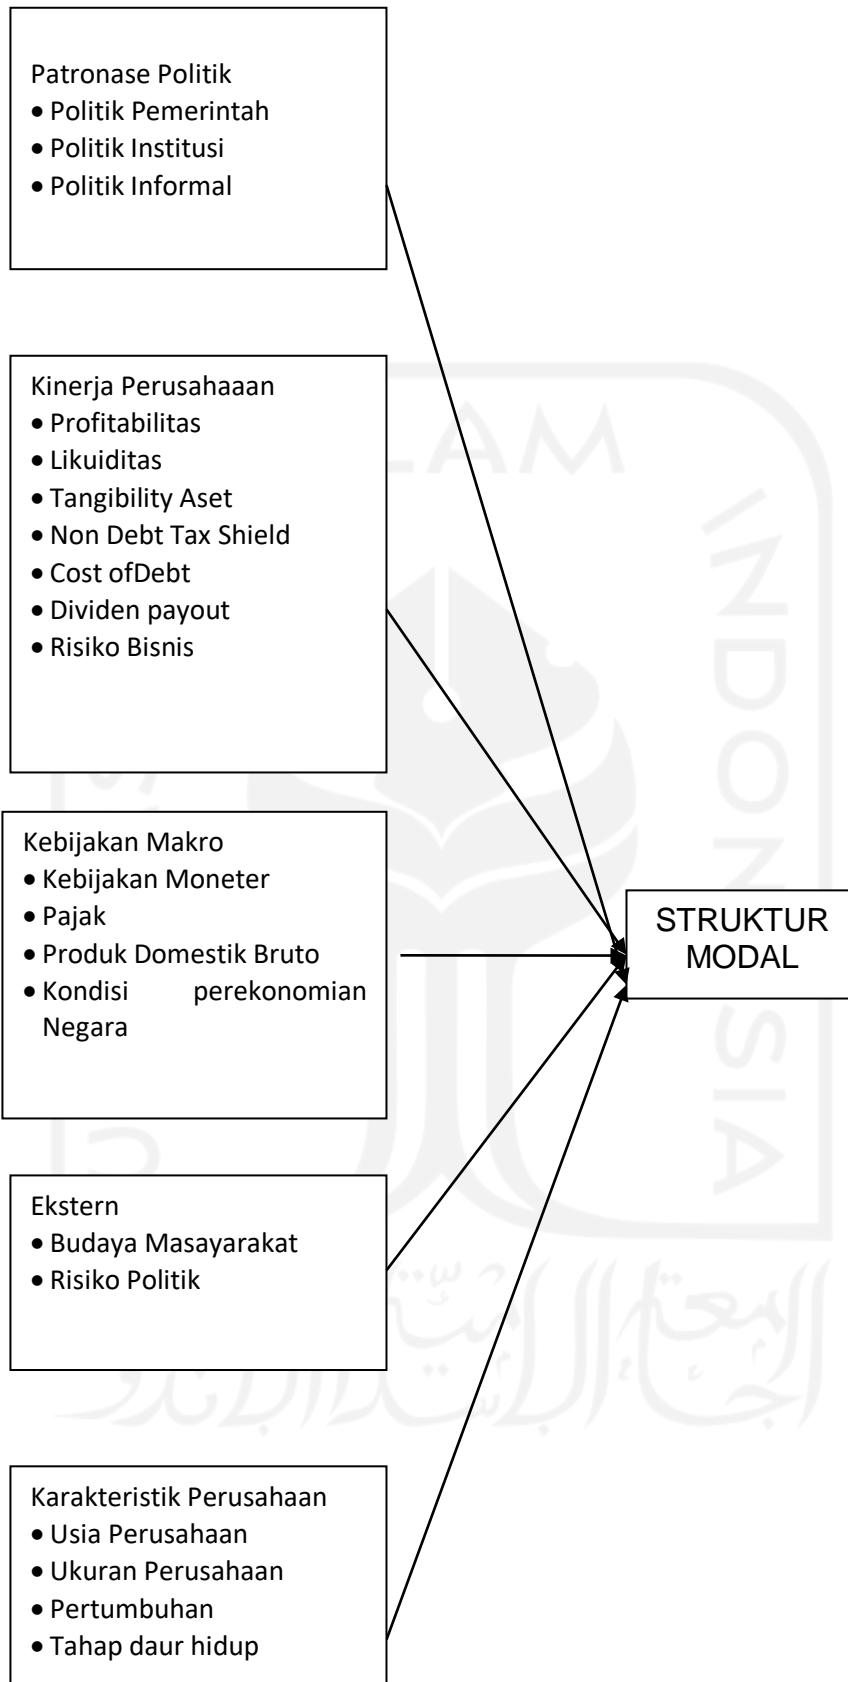 Patronase Politik
• Politik Pemerintah
• Politik Institusi
• Politik Informal
Kinerja Perusahaaan
• Profitabilitas
• Likuiditas
• Tangibility Aset
• Non Debt Tax Shield
• Cost ofDebt
• Dividen payout
• Risiko Bisnis
Kebijakan Makro
• Kebijakan Moneter
• Pajak
• Produk Domestik Bruto
• Kondisi perekonomian
Negara
STRUKTUR
MODAL
Ekstern
• Budaya Masayarakat
• Risiko Politik
Karakteristik Perusahaan
• Usia Perusahaan
• Ukuran Perusahaan
• Pertumbuhan
• Tahap daur hidup